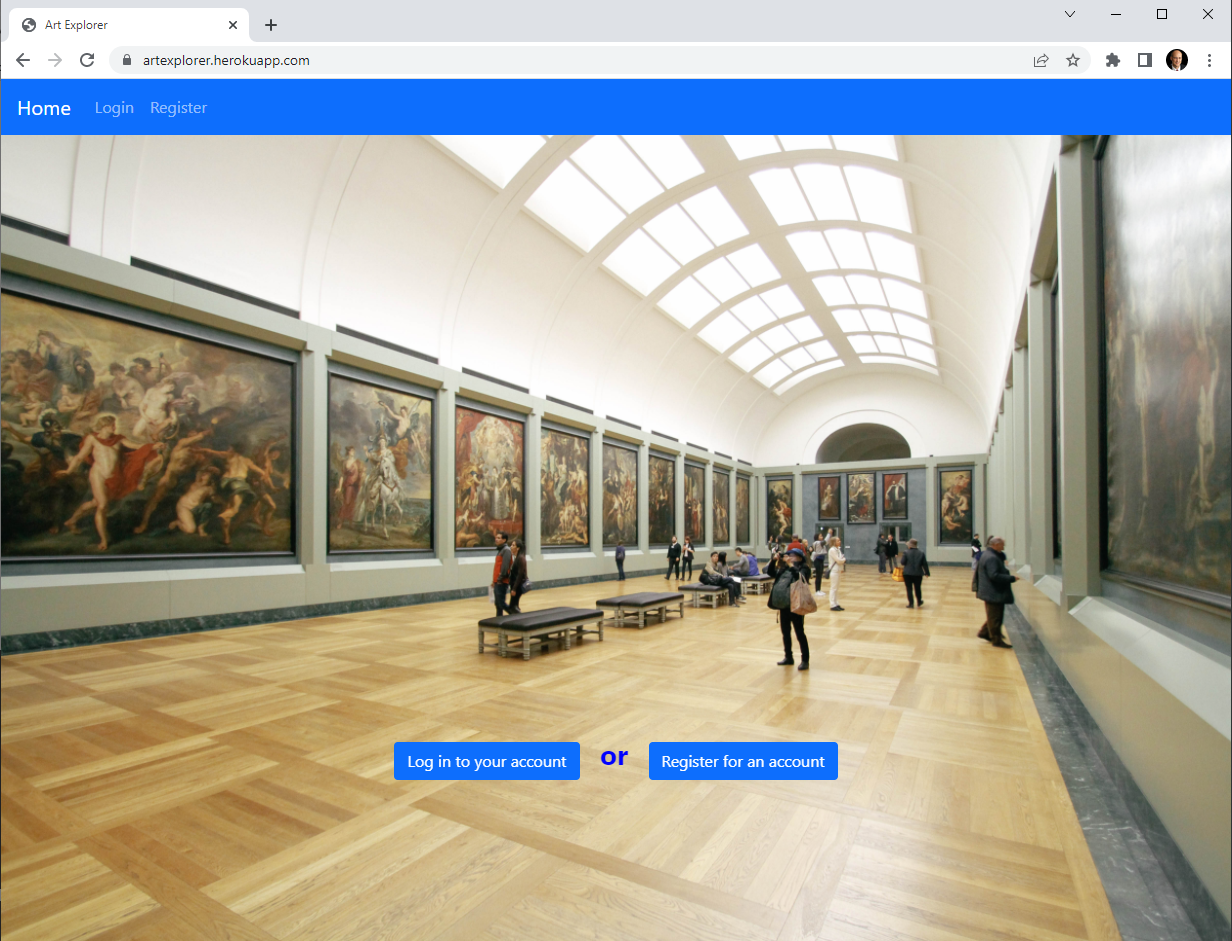 Art Explorer
artexplorer.herokuapp.com
Home Login Register
Log in to your account or Register for an account